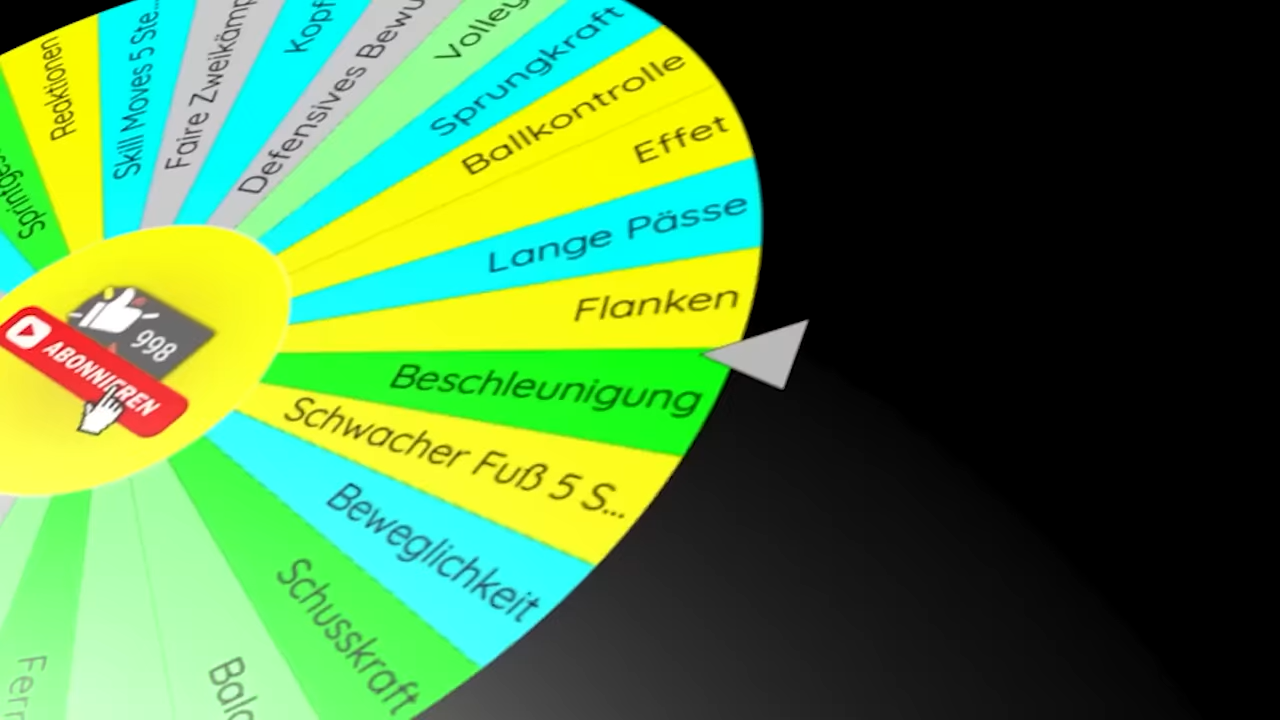 Reaktionen
Skill Moves 5 Ste...
Faire Zweikämp
Kopf
Defensives Bewu
Volley
Sprungkraft
Ballkontrolle
Effet
Lange Pässe
Flanken
Beschleunigung
Schwacher Fuß 5 S...
Beweglichkeit
Schusskraft
998
ABONNIEREN